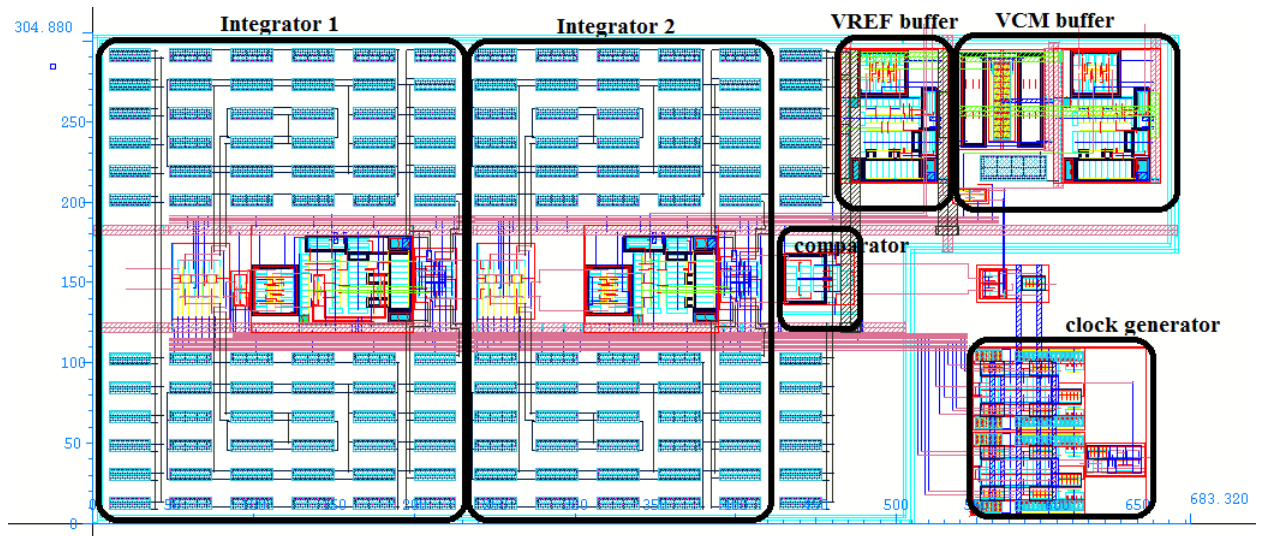 Integrator 1
Integrator 2
VREF buffer
VCM buffer
304.880
250
200
comparator
150
clock generator
100
50
0
0
500
650
683.320